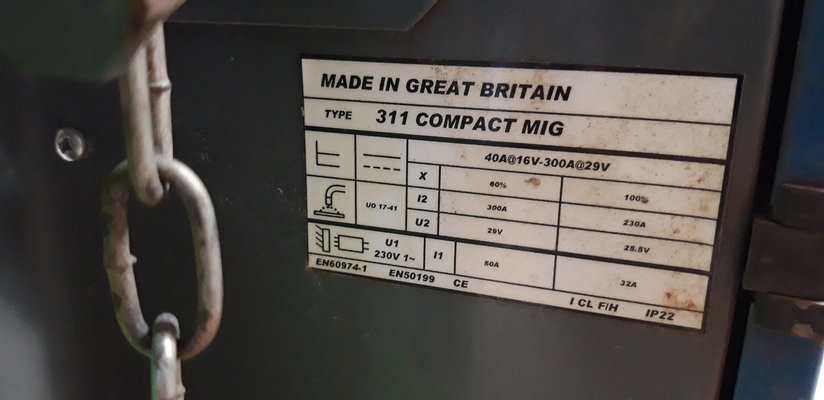 MADE IN GREAT BRITAIN
TYPE 311 COMPACT MIG
40A@16V-300A@29V
X 60% 100%
UO 17-41 I2 300A 230A
U2 29V 25.5V
U1 230V 1~ I1 50A 32A
EN60974-1 EN50199 CE I CL F/H IP22